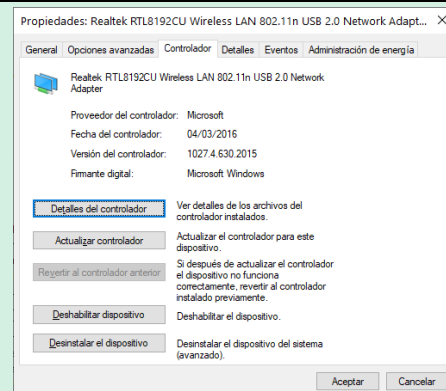 Propiedades: Realtek RTL8192CU Wireless LAN 802.11n USB 2.0 Network Adapt...
General Opciones avanzadas Controlador Detalles Eventos Administración de energía
Realtek RTL8192CU Wireless LAN 802.11n USB 2.0 Network
Adapter
Proveedor del controlador: Microsoft
Fecha del controlador: 04/03/2016
Versión del controlador: 1027.4.630.2015
Firmante digital: Microsoft Windows
Detalles del controlador
Ver detalles de los archivos del
controlador instalados.
Actualizar controlador
Actualizar el controlador para este
dispositivo.
Revertir al controlador anterior
Si después de actualizar el controlador
el dispositivo no funciona
correctamente, revertir al controlador
instalado previamente.
Deshabilitar dispositivo
Deshabilitar el dispositivo.
Desinstalar el dispositivo
Desinstalar el dispositivo del sistema
(avanzado).
Aceptar Cancelar